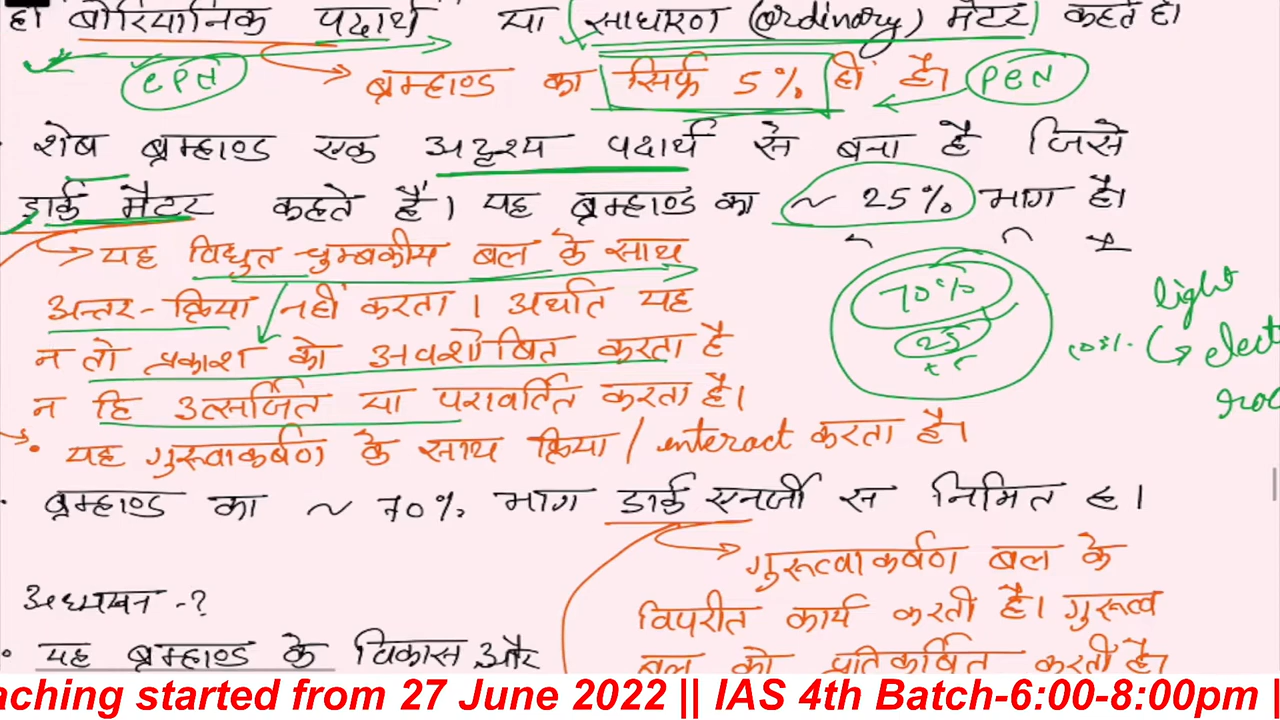 हा बोरियानिक पदार्थ या साधारण (ordinary) मैटर कहते हैं।
ePN ब्रम्हाण्ड का सिर्फ 5% ही है। PEN
शेष ब्रम्हाण्ड एक अदृश्य पदार्थ से बना है जिसे
डार्क मैटर कहते हैं। यह ब्रम्हाण्ड का ~ 25% भाग है।
यह विद्युत चुम्बकीय बल के साथ
अन्तर-क्रिया नहीं करता। अर्थात यह
न तो प्रकाश को अवशोषित करता है
न हि उत्सर्जित या परावर्तित करता है।
70%
25
light
elect
• यह गुरुत्वाकर्षण के साथ क्रिया/interact करता है।
• ब्रम्हाण्ड का ~ 70% भाग डार्क एनर्जी स निमित ह।
गुरूत्वाकर्षण बल के
विपरीत कार्य करती है। गुरूत्व
बल को प्रतिकर्षित करती है।
अध्ययन -?
• यह ब्रम्हाण्ड के विकास और
aching started from 27 June 2022 || IAS 4th Batch-6:00-8:00pm |